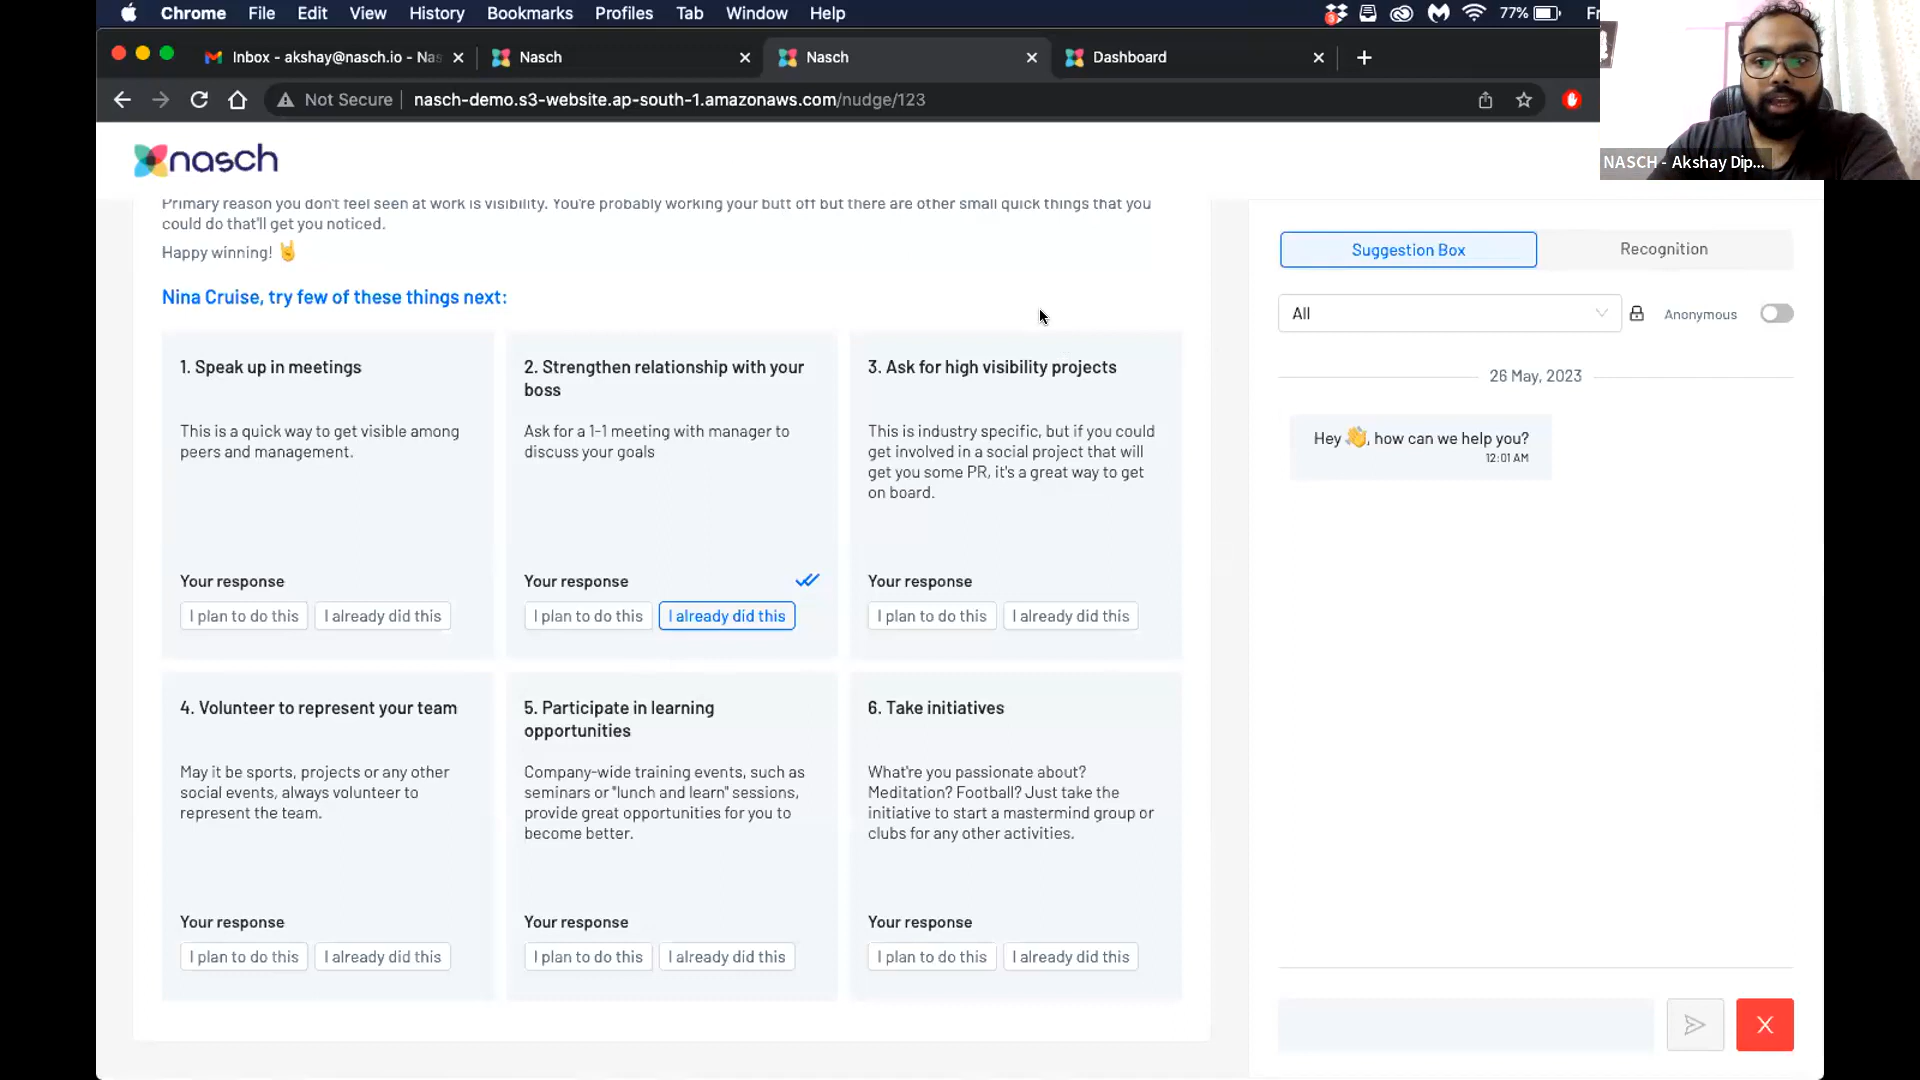 Chrome File Edit View History Bookmarks Profiles Tab Window Help 77% Fr
Inbox - akshay@nasch.io - Nas Nasch Nasch Dashboard
Not Secure nasch-demo.s3-website.ap-south-1.amazonaws.com/nudge/123
NASCH - Akshay Dip...
nasch
Primary reason you don't feel seen at work is visibility. You're probably working your butt off but there are other small quick things that you
could do that'll get you noticed.
Happy winning! 🤘
Nina Cruise, try few of these things next:
1. Speak up in meetings
This is a quick way to get visible among
peers and management.
Your response
I plan to do this I already did this
2. Strengthen relationship with your
boss
Ask for a 1-1 meeting with manager to
discuss your goals
Your response
I plan to do this I already did this
3. Ask for high visibility projects
This is industry specific, but if you could
get involved in a social project that will
get you some PR, it's a great way to get
on board.
Your response
I plan to do this I already did this
4. Volunteer to represent your team
May it be sports, projects or any other
social events, always volunteer to
represent the team.
Your response
I plan to do this I already did this
5. Participate in learning
opportunities
Company-wide training events, such as
seminars or "lunch and learn" sessions,
provide great opportunities for you to
become better.
Your response
I plan to do this I already did this
6. Take initiatives
What're you passionate about?
Meditation? Football? Just take the
initiative to start a mastermind group or
clubs for any other activities.
Your response
I plan to do this I already did this
Suggestion Box Recognition
All Anonymous
26 May, 2023
Hey 👋, how can we help you?
12:01 AM
X